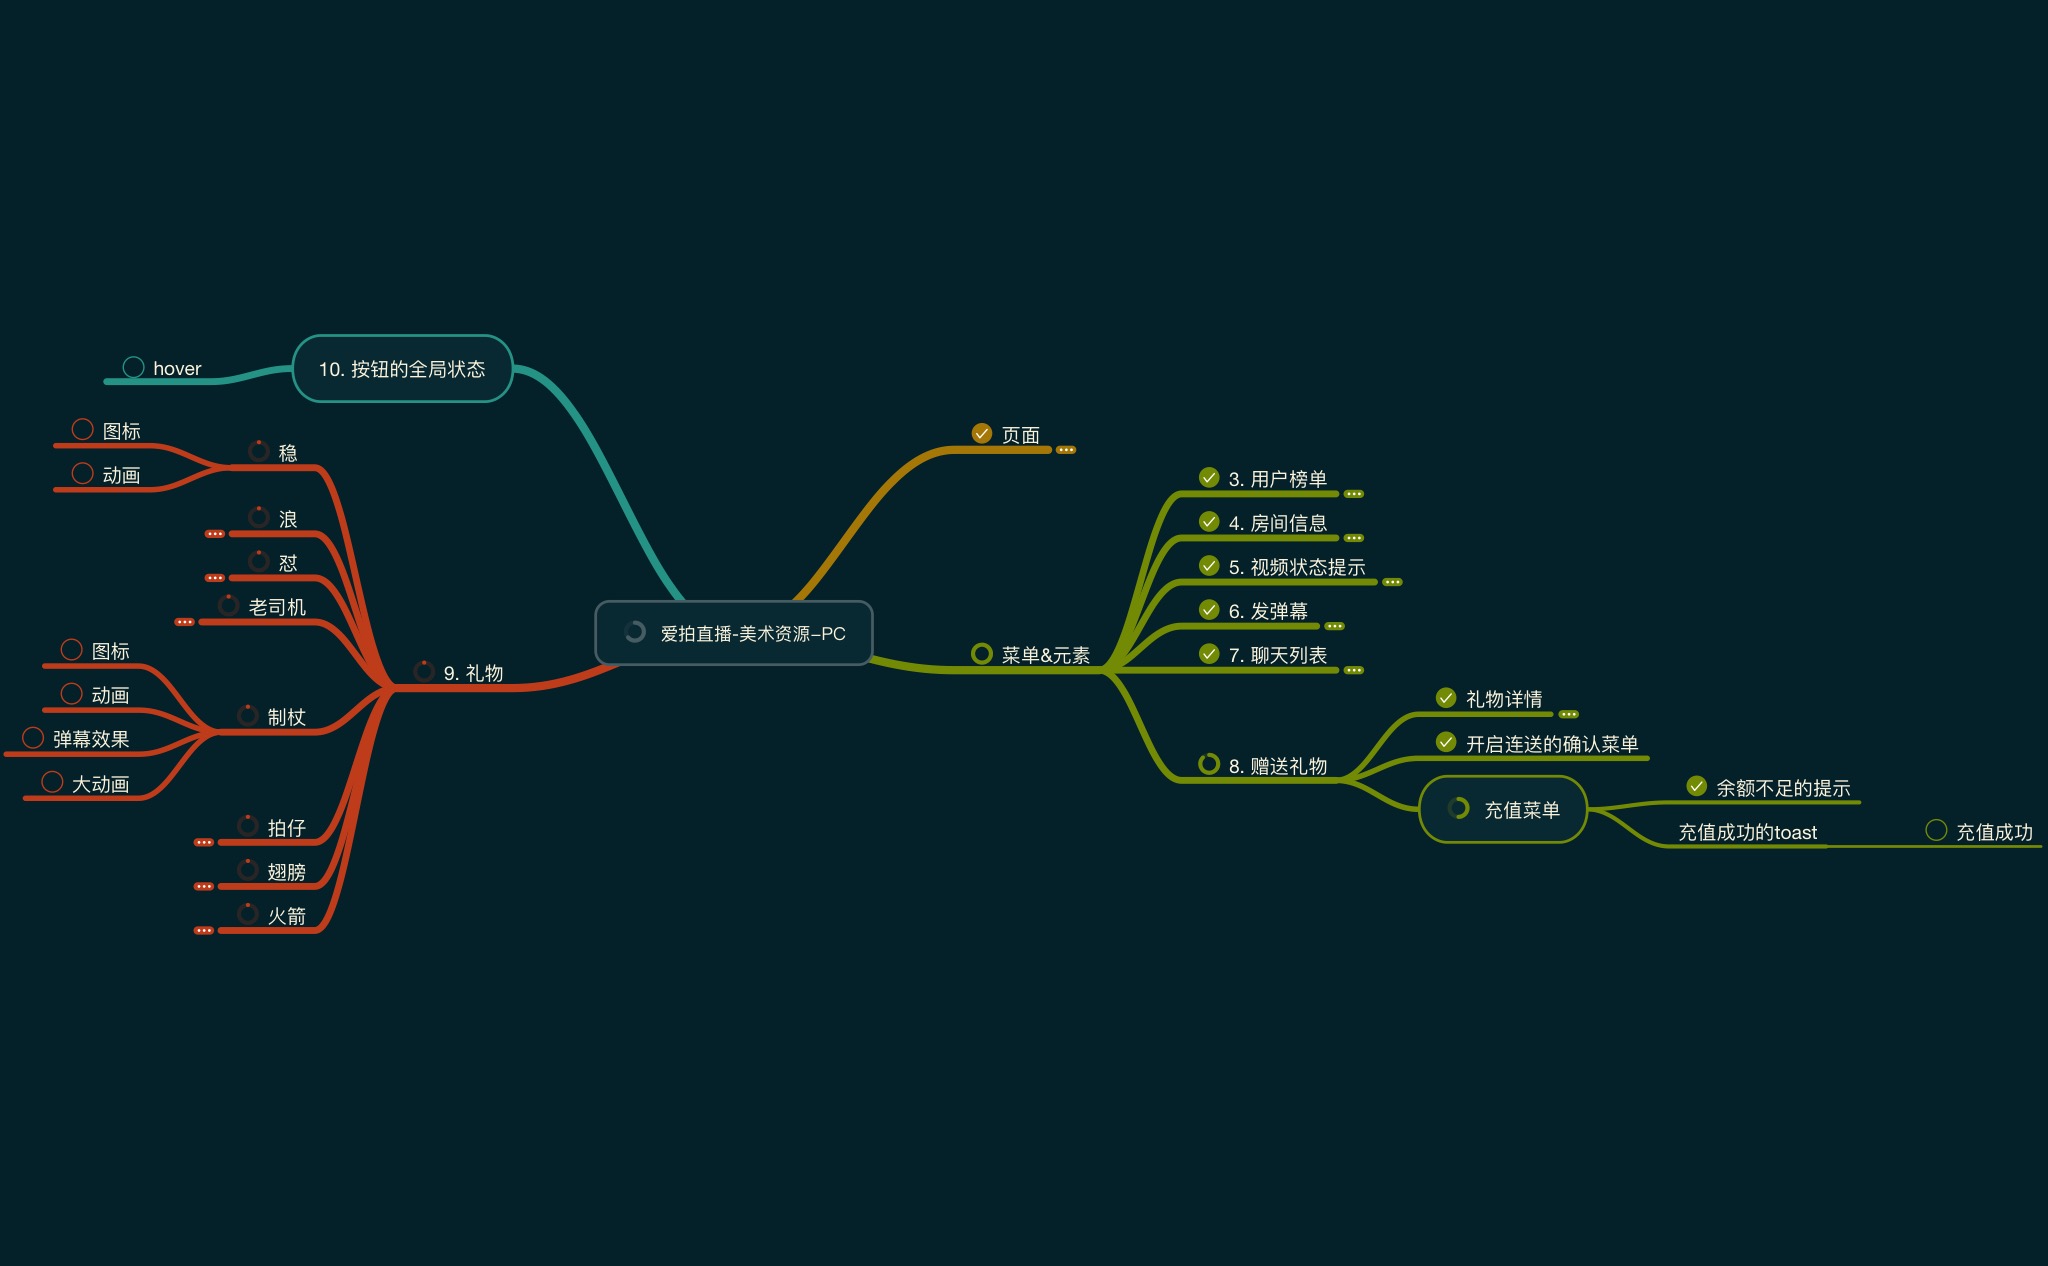 爱拍直播-美术资源-PC
页面
菜单&元素
3. 用户榜单
4. 房间信息
5. 视频状态提示
6. 发弹幕
7. 聊天列表
8. 赠送礼物
礼物详情
开启连送的确认菜单
充值菜单
余额不足的提示
充值成功的toast
充值成功
9. 礼物
稳
图标
动画
浪
怼
老司机
制杖
图标
动画
弹幕效果
大动画
拍仔
翅膀
火箭
10. 按钮的全局状态
hover